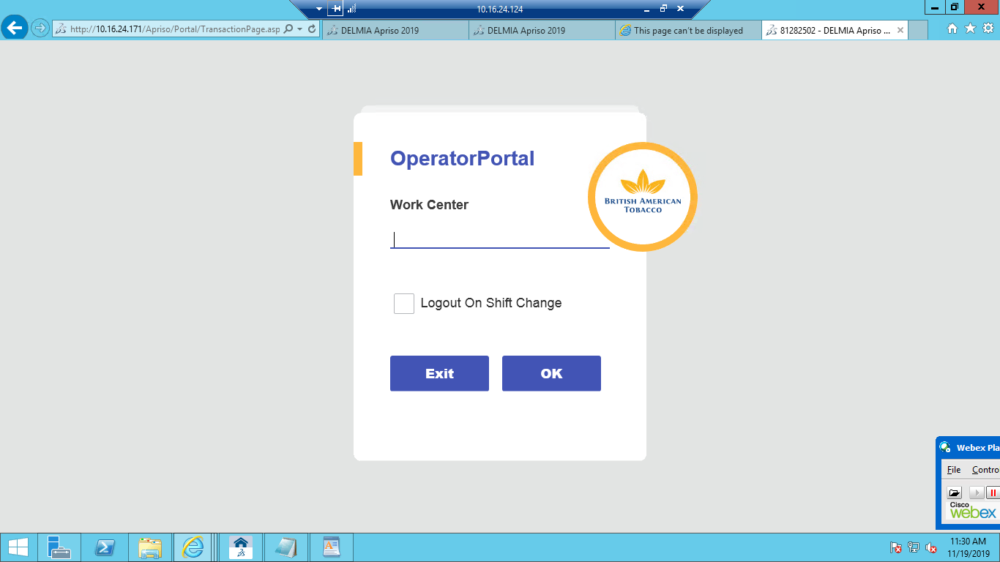 10.16.24.124
http://10.16.24.171/Apriso/Portal/TransactionPage.asp
DELMIA Apriso 2019
DELMIA Apriso 2019
This page can't be displayed
81282502 - DELMIA Apriso ...
OperatorPortal
Work Center
BRITISH AMERICAN
TOBACCO
Logout On Shift Change
Exit
OK
Webex Pla
File
Contro
Cisco
webex
11:30 AM
11/19/2019